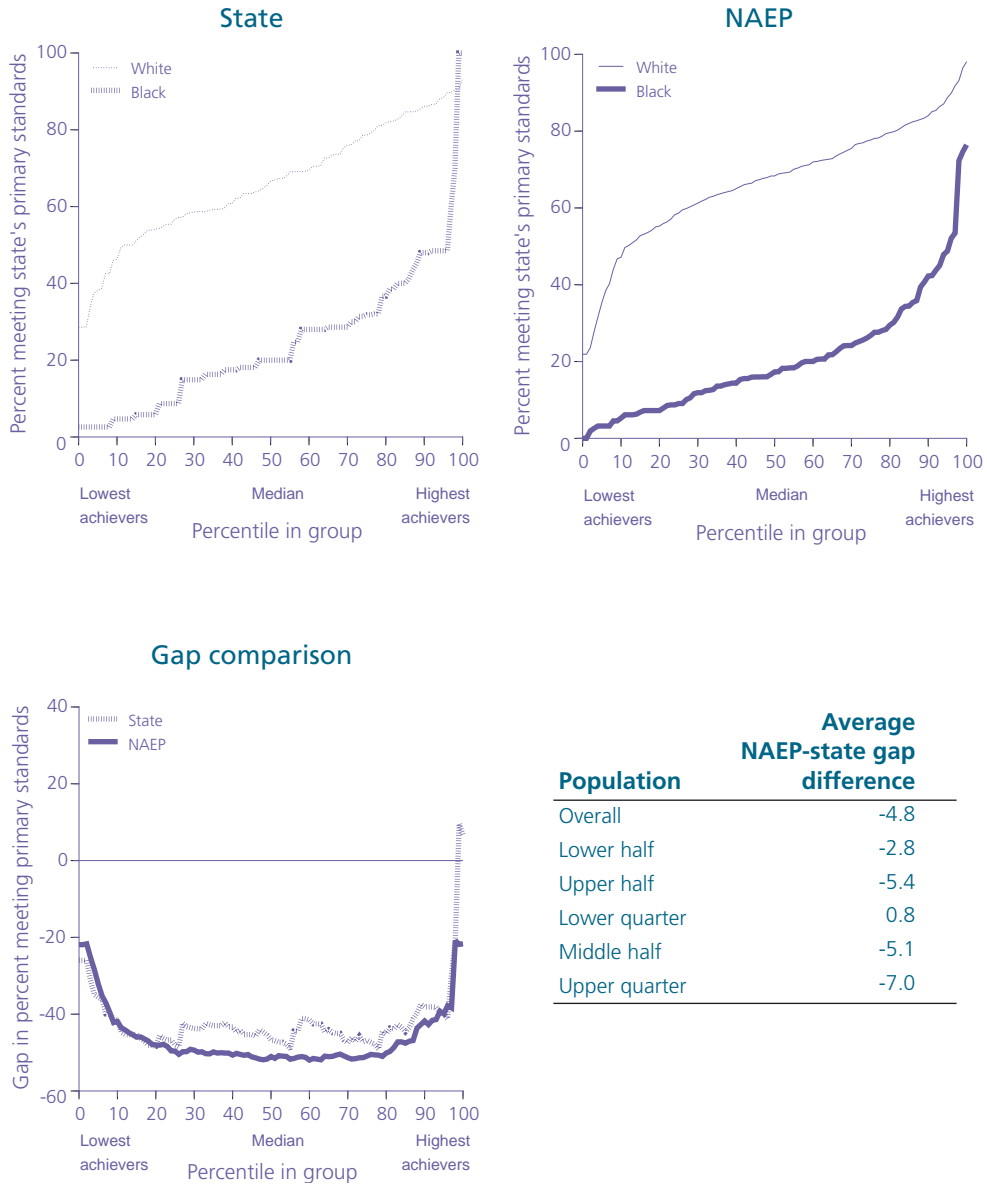 State
Percent meeting state's primary standards
100
80
60
40
20
0
White
Black
0 10 20 30 40 50 60 70 80 90 100
Lowest achievers
Median
Highest achievers
Percentile in group
NAEP
Percent meeting state's primary standards
100
80
60
40
20
0
White
Black
0 10 20 30 40 50 60 70 80 90 100
Lowest achievers
Median
Highest achievers
Percentile in group
Gap comparison
Gap in percent meeting primary standards
40
20
0
-20
-40
-60
State
NAEP
0 10 20 30 40 50 60 70 80 90 100
Lowest achievers
Median
Highest achievers
Percentile in group
Average
NAEP-state gap
Population difference
Overall -4.8
Lower half -2.8
Upper half -5.4
Lower quarter 0.8
Middle half -5.1
Upper quarter -7.0